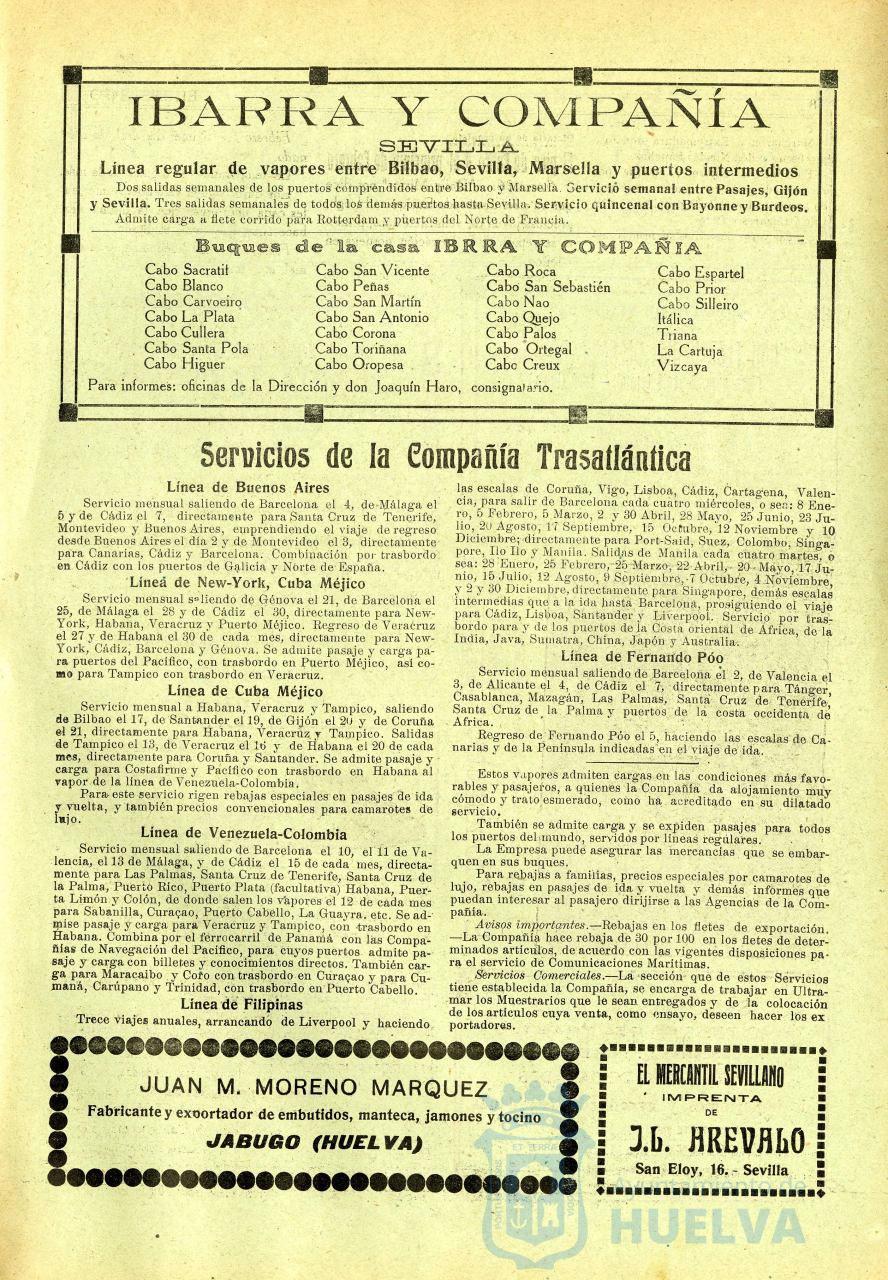 IBARRA Y COMPAÑÍA
SEVILLA
Línea regular de vapores entre Bilbao, Sevilla, Marsella y puertos intermedios
Dos salidas semanales de los puertos comprendidos entre Bilbao y Marsella. Servicio semanal entre Pasajes, Gijón
y Sevilla. Tres salidas semanales de todos los demás puertos hasta Sevilla. Servicio quincenal con Bayonne y Burdeos.
Admite carga a flete corrido para Rotterdam y puertos del Norte de Francia.
Buques de la casa IBRRA Y COMPAÑIA
Cabo Sacratif
Cabo Blanco
Cabo Carvoeiro
Cabo La Plata
Cabo Cullera
Cabo Santa Pola
Cabo Higuer
Cabo San Vicente
Cabo Peñas
Cabo San Martín
Cabo San Antonio
Cabo Corona
Cabo Toriñana
Cabo Oropesa
Cabo Roca
Cabo San Sebastién
Cabo Nao
Cabo Quejo
Cabo Palos
Cabo Ortegal
Cabc Creux
Cabo Espartel
Cabo Prior
Cabo Silleiro
Itálica
Triana
La Cartuja
Vizcaya
Para informes: oficinas de la Dirección y don Joaquín Haro, consignatario.
Servicios de la Compañía Trasatlántica
Línea de Buenos Aires
Servicio mensual saliendo de Barcelona el 4, de Málaga el
5 y de Cádiz el 7, directamente para Santa Cruz de Tenerife,
Montevideo y Buenos Aires, emprendiendo el viaje de regreso
desde Buenos Aires el día 2 y de Montevideo el 3, directamente
para Canarias, Cádiz y Barcelona. Combinación por trasbordo
en Cádiz con los puertos de Galicia y Norte de España.
Línea de New-York, Cuba Méjico
Servicio mensual saliendo de Génova el 21, de Barcelona el
25, de Málaga el 28 y de Cádiz el 30, directamente para New-
York, Habana, Veracruz y Puerto Méjico. Regreso de Veracruz
el 27 y de Habana el 30 de cada mes, directamente para New-
York, Cádiz, Barcelona y Génova. Se admite pasaje y carga pa-
ra puertos del Pacífico, con trasbordo en Puerto Méjico, así co-
mo para Tampico con trasbordo en Veracruz.
Línea de Cuba Méjico
Servicio mensual a Habana, Veracruz y Tampico, saliendo
de Bilbao el 17, de Santander el 19, de Gijón el 20 y de Coruña
el 21, directamente para Habana, Veracruz y Tampico. Salidas
de Tampico el 13, de Veracruz el 16 y de Habana el 20 de cada
mes, directamente para Coruña y Santander. Se admite pasaje y
carga para Costafirme y Pacífico con trasbordo en Habana al
vapor de la línea de Venezuela-Colombia.
Para este servicio rigen rebajas especiales en pasajes de ida
y vuelta, y también precios convencionales para camarotes de
lujo.
Línea de Venezuela-Colombia
Servicio mensual saliendo de Barcelona el 10, el 11 de Va-
lencia, el 13 de Málaga, y de Cádiz el 15 de cada mes, directa-
mente para Las Palmas, Santa Cruz de Tenerife, Santa Cruz de
la Palma, Puerto Rico, Puerto Plata (facultativa) Habana, Puer-
ta Limón y Colón, de donde salen los vapores el 12 de cada mes
para Sabanilla, Curaçao, Puerto Cabello, La Guayra. etc. Se ad-
mise pasaje y carga para Veracruz y Tampico, con trasbordo en
Habana. Combina por el ferrocarril de Panamá con las Compa-
ñías de Navegación del Pacífico, para cuyos puertos admite pa-
saje y carga con billetes y conocimientos directos. También car-
ga para Maracaibo y Coro con trasbordo en Curaçao y para Cu-
maná, Carúpano y Trinidad, con trasbordo en Puerto Cabello.
Línea de Filipinas
Trece viajes anuales, arrancando de Liverpool y haciendo
las escalas de Coruña, Vigo, Lisboa, Cádiz, Cartagena, Valen-
cia, para salir de Barcelona cada cuatro miércoles, o sea: 8 Ene-
ro, 5 Febrero, 5 Marzo, 2 y 30 Abril, 28 Mayo, 25 Junio, 23 Ju-
lio, 20 Agosto, 17 Septiembre, 15 Octubre, 12 Noviembre y 10
Diciembre; directamente para Port-Said, Suez, Colombo, Singa-
pore, Ilo Ilo y Manila. Salidas de Manila cada cuatro martes, o
sea: 28 Enero, 25 Febrero, 25 Marzo, 22 Abril, 20 Mayo, 17 Ju-
nio, 15 Julio, 12 Agosto, 9 Septiembre, 7 Octubre, 4 Noviembre,
y 2 y 30 Diciembre, directamente para Singapore, demás escalas
intermedias que a la ida hasta Barcelona, prosiguiendo el viaje
para Cádiz, Lisboa, Santander y Liverpool. Servicio por tras-
bordo para y de los puertos de la Costa oriental de Africa, de la
India, Java, Sumatra, China, Japón y Australia.
Línea de Fernando Póo
Servicio mensual saliendo de Barcelona el 2, de Valencia el
3, de Alicante el 4, de Cádiz el 7, directamente para Tánger,
Casablanca, Mazagán, Las Palmas, Santa Cruz de Tenerife,
Santa Cruz de la Palma y puertos de la costa occidenta de
Africa.
Regreso de Fernando Póo el 5, haciendo las escalas de Ca-
narias y de la Península indicadas en el viaje de ida.
Estos vapores admiten cargas en las condiciones más favo-
rables y pasajeros, a quienes la Compañía da alojamiento muy
cómodo y trato esmerado, como ha acreditado en su dilatado
servicio.
También se admite carga y se expiden pasajes para todos
los puertos del mundo, servidos por líneas regulares.
La Empresa puede asegurar las mercancías que se embar-
quen en sus buques.
Para rebajas a familias, precios especiales por camarotes de
lujo, rebajas en pasajes de ida y vuelta y demás informes que
puedan interesar al pasajero dirijirse a las Agencias de la Com-
pañía.
Avisos importantes.—Rebajas en los fletes de exportación.
—La Compañía hace rebaja de 30 por 100 en los fletes de deter-
minados artículos, de acuerdo con las vigentes disposiciones pa-
ra el servicio de Comunicaciones Marítimas.
Servicios Comerciales.—La sección que de estos Servicios
tiene establecida la Compañía, se encarga de trabajar en Ultra-
mar los Muestrarios que le sean entregados y de la colocación
de los artículos cuya venta, como ensayo, deseen hacer los ex
portadores.
JUAN M. MORENO MARQUEZ
Fabricante y exportador de embutidos, manteca, jamones y tocino
JABUGO (HUELVA)
EL MERCANTIL SEVILLANO
IMPRENTA
DE
J.L. AREVALO
San Eloy, 16. - Sevilla
Ayuntamiento de
HUELVA